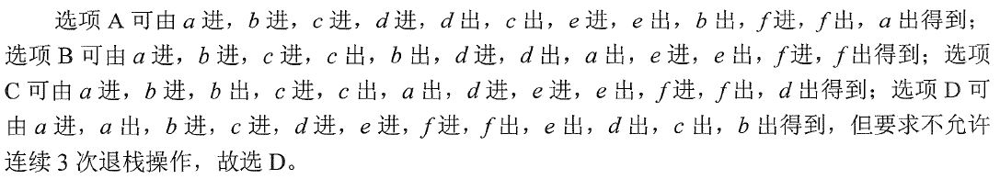 选项 A 可由 a 进，b 进，c 进，d 进，d 出，c 出，e 进，e 出，b 出，f 进，f 出，a 出得到；
选项 B 可由 a 进，b 进，c 进，c 出，b 出，d 进，d 出，a 出，e 进，e 出，f 进，f 出得到；选项
C 可由 a 进，b 进，b 出，c 进，c 出，a 出，d 进，e 进，e 出，f 进，f 出，d 出得到；选项 D 可
由 a 进，a 出，b 进，c 进，d 进，e 进，f 进，f 出，e 出，d 出，c 出，b 出得到，但要求不允许
连续 3 次退栈操作，故选 D。